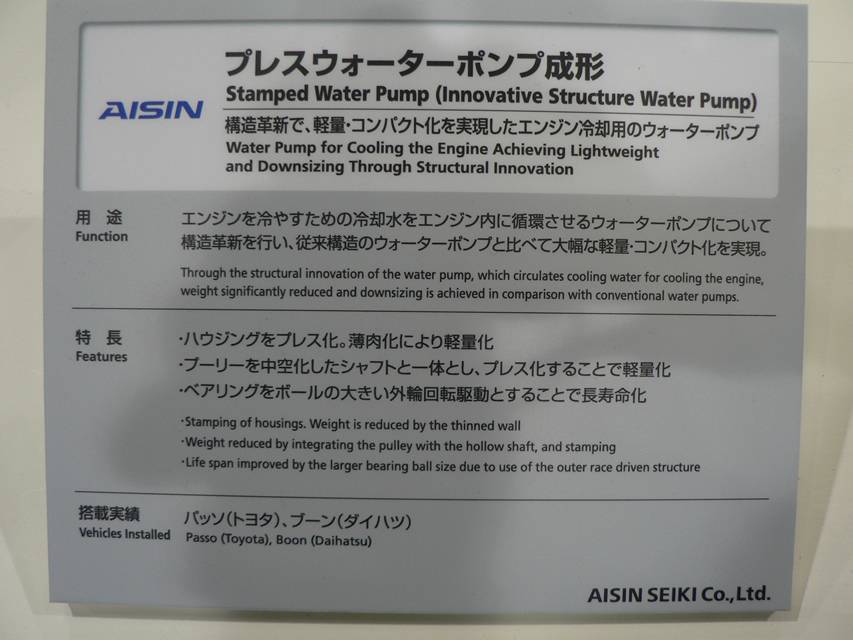 AISIN
プレスウォーターポンプ成形
Stamped Water Pump (Innovative Structure Water Pump)
構造革新で、軽量・コンパクト化を実現したエンジン冷却用のウォーターポンプ
Water Pump for Cooling the Engine Achieving Lightweight
and Downsizing Through Structural Innovation
用途
Function
エンジンを冷やすための冷却水をエンジン内に循環させるウォーターポンプについて
構造革新を行い、従来構造のウォーターポンプと比べて大幅な軽量・コンパクト化を実現。
Through the structural innovation of the water pump, which circulates cooling water for cooling the engine,
weight significantly reduced and downsizing is achieved in comparison with conventional water pumps.
特長
Features
・ハウジングをプレス化。薄肉化により軽量化
・プーリーを中空化したシャフトと一体とし、プレス化することで軽量化
・ベアリングをボールの大きい外輪回転駆動とすることで長寿命化
・Stamping of housings. Weight is reduced by the thinned wall
・Weight reduced by integrating the pulley with the hollow shaft, and stamping
・Life span improved by the larger bearing ball size due to use of the outer race driven structure
搭載実績
Vehicles Installed
パッソ(トヨタ)、ブーン(ダイハツ)
Passo (Toyota), Boon (Daihatsu)
AISIN SEIKI Co.,Ltd.